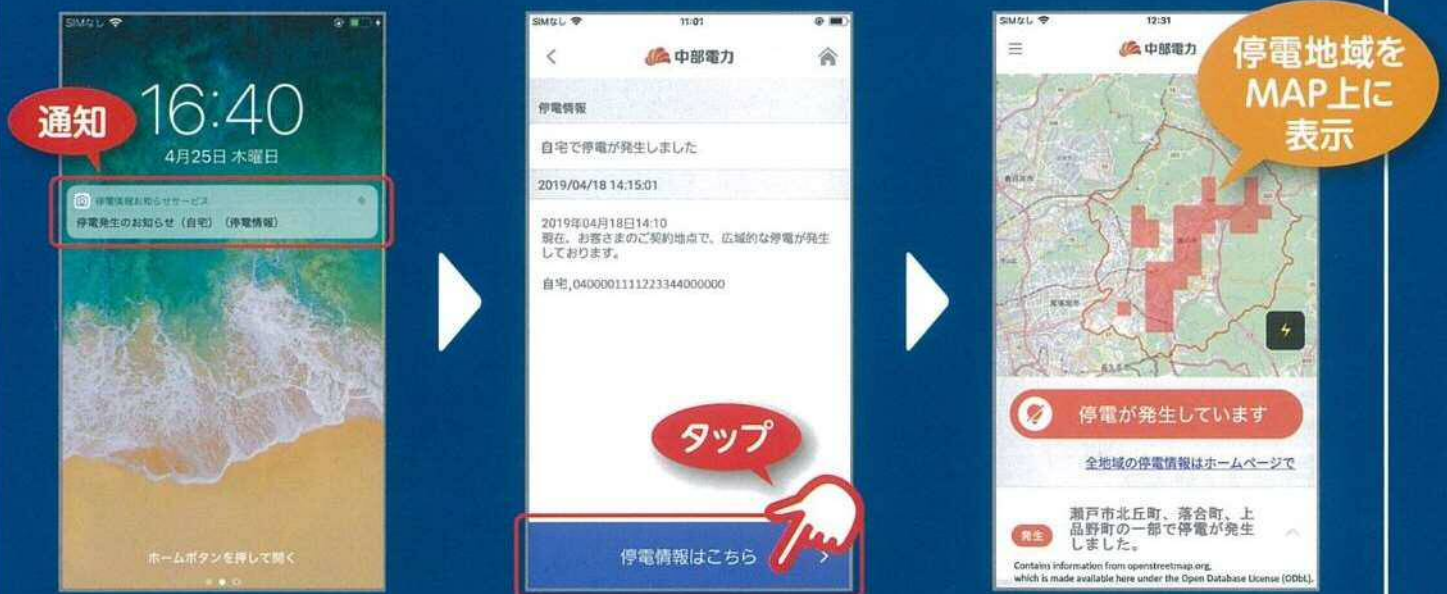 SIMなし
通知
16:40
4月25日 木曜日
停電情報お知らせサービス
停電発生のお知らせ（自宅）（停電情報）
ホームボタンを押して開く
SIMなし 11:01
中部電力
停電情報
自宅で停電が発生しました
2019/04/18 14:15:01
2019年04月18日14:10
現在、お客さまのご契約地点で、広域的な停電が発生
しております。
自宅,0400001111223344000000
タップ
停電情報はこちら
SIMなし 12:31
中部電力
停電地域を
MAP上に
表示
停電が発生しています
全地域の停電情報はホームページで
発生
瀬戸市北丘町、落合町、上
品野町の一部で停電が発生
しました。
Contains information from openstreetmap.org,
which is made available here under the Open Database License (ODbL).